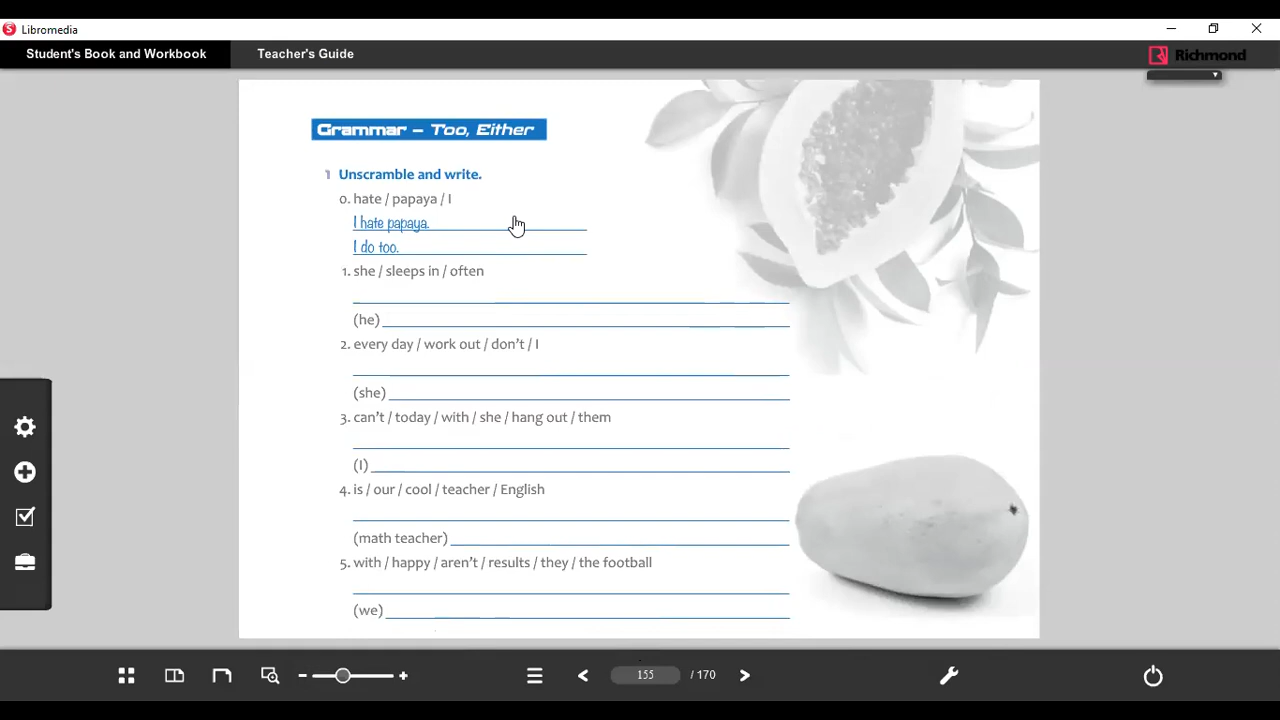 Libromedia
Student's Book and Workbook Teacher's Guide
Richmond
Grammar – Too, Either
1 Unscramble and write.
0. hate / papaya / I
I hate papaya.
I do too.
1. she / sleeps in / often
(he)
2. every day / work out / don't / I
(she)
3. can't / today / with / she / hang out / them
(I)
4. is / our / cool / teacher / English
(math teacher)
5. with / happy / aren't / results / they / the football
(we)
155 / 170